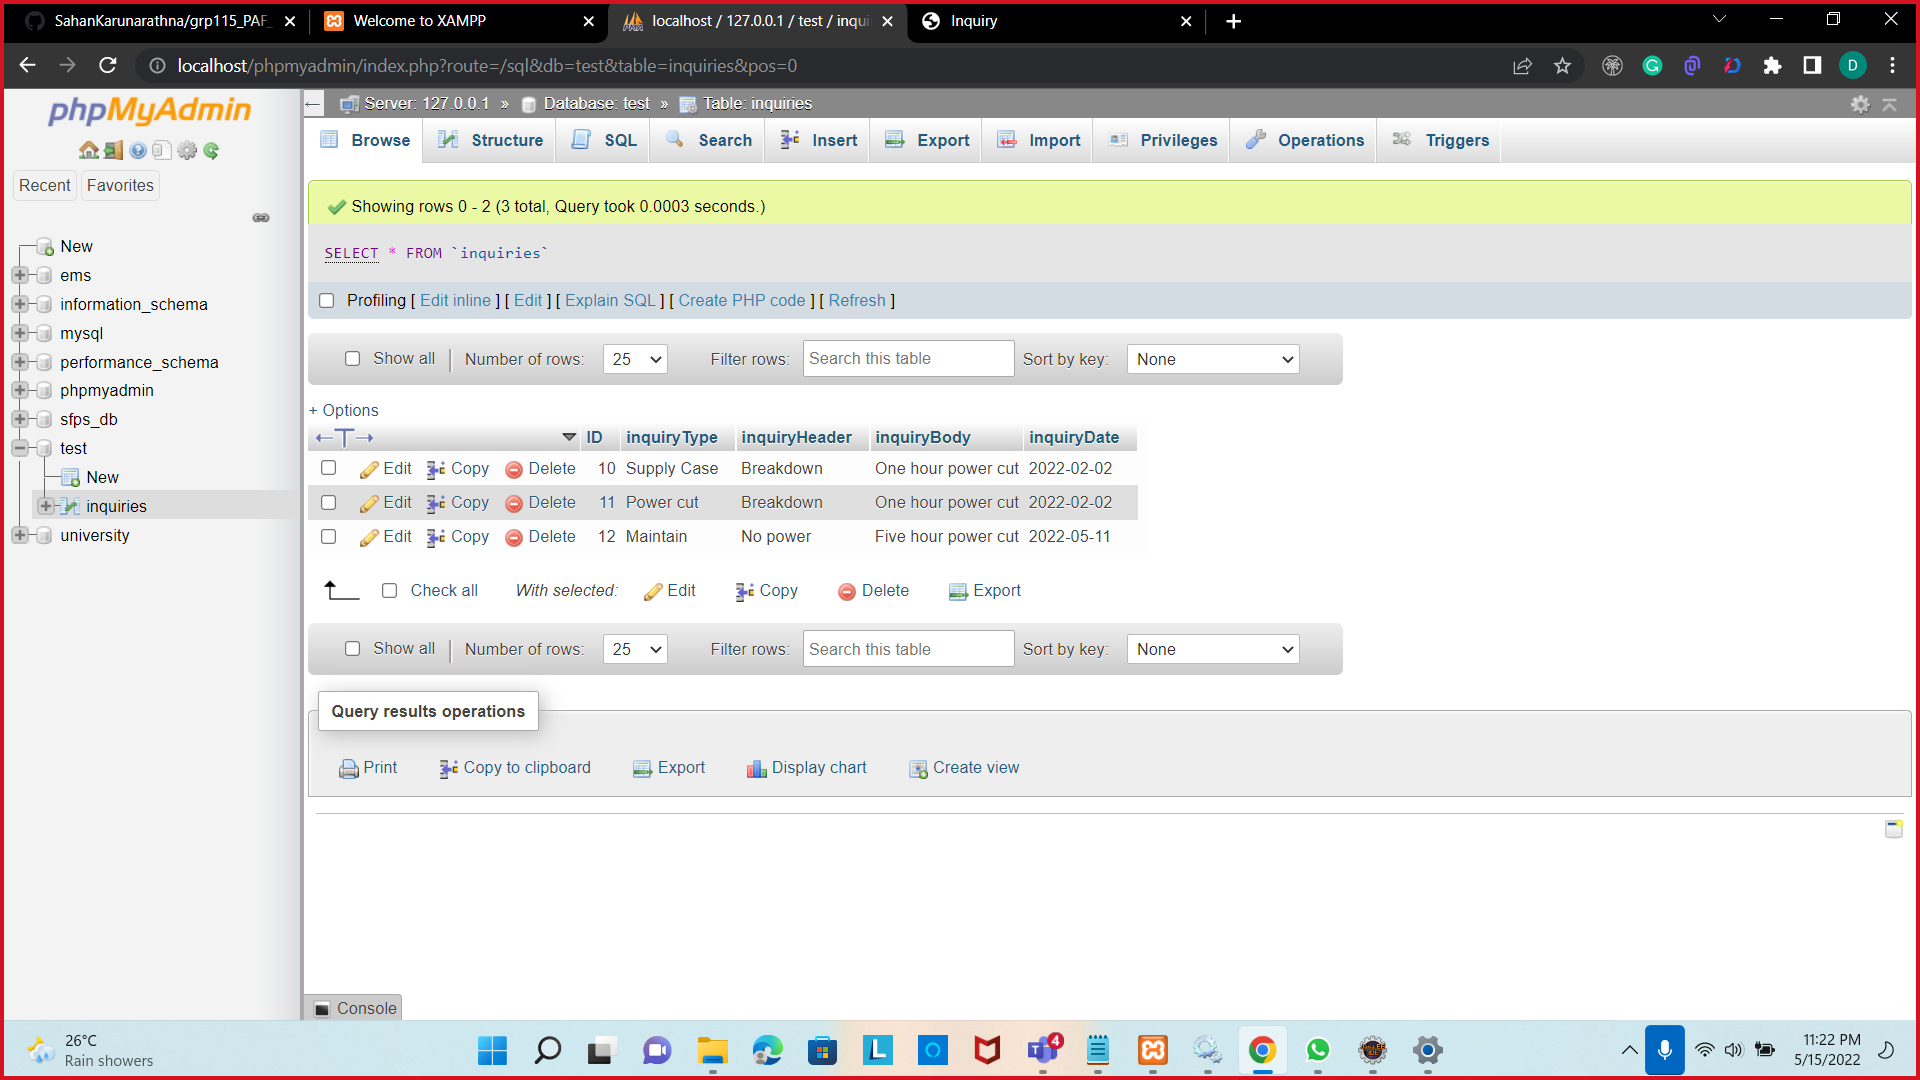 SahanKarunarathna/grp115_PAF_
Welcome to XAMPP
localhost / 127.0.0.1 / test / inqui
Inquiry
localhost/phpmyadmin/index.php?route=/sql&db=test&table=inquiries&pos=0
D
phpMyAdmin
Recent
Favorites
New
ems
information_schema
mysql
performance_schema
phpmyadmin
sfps_db
test
New
inquiries
university
Server: 127.0.0.1 » Database: test » Table: inquiries
Browse Structure SQL Search Insert Export Import Privileges Operations Triggers
Showing rows 0 - 2 (3 total, Query took 0.0003 seconds.)
SELECT * FROM `inquiries`
Profiling [ Edit inline ] [ Edit ] [ Explain SQL ] [ Create PHP code ] [ Refresh ]
Show all | Number of rows: 25 Filter rows: Search this table Sort by key: None
+ Options
ID inquiryType inquiryHeader inquiryBody inquiryDate
Edit Copy Delete 10 Supply Case Breakdown One hour power cut 2022-02-02
Edit Copy Delete 11 Power cut Breakdown One hour power cut 2022-02-02
Edit Copy Delete 12 Maintain No power Five hour power cut 2022-05-11
Check all With selected: Edit Copy Delete Export
Show all | Number of rows: 25 Filter rows: Search this table Sort by key: None
Query results operations
Print Copy to clipboard Export Display chart Create view
Console
26°C
Rain showers
4
11:22 PM
5/15/2022